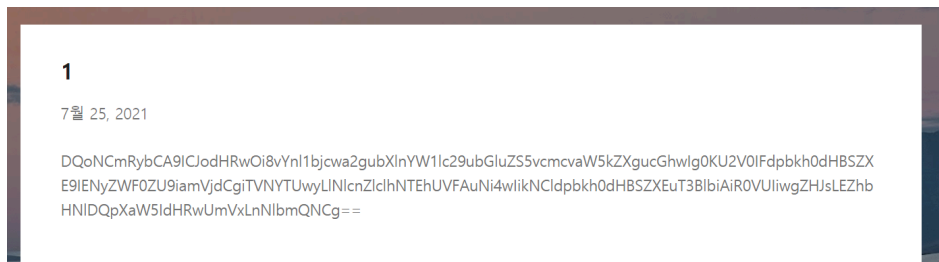 1
7월 25, 2021
DQoNCmRybCA9ICJodHRwOi8vYnl1bjcwa2gubXlnYW1lc29ubGluZS5vcmcvaW5kZXgucGhwIg0KU2V0IFdpbkh0dHBSZX
E9IENyZWF0ZU9iamVjdCgiTVNYTUwyLlNlcnZlclhNTEhUVFAuNi4wIikNCldpbkh0dHBSZXEuT3BlbiAiR0VUIiwgZHJsLEZhb
HNlDQpXaW5IdHRwUmVxLnNlbmQNCg==